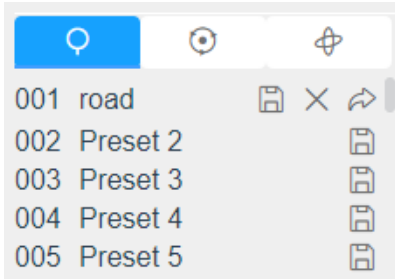 001 road
002 Preset 2
003 Preset 3
004 Preset 4
005 Preset 5